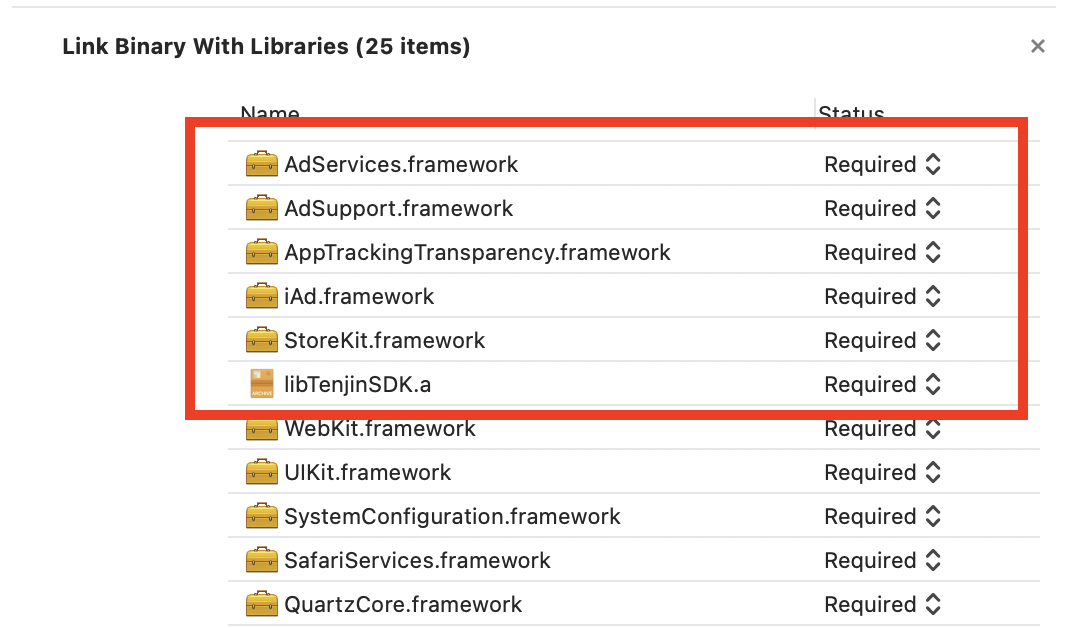 Link Binary With Libraries (25 items)
Name Status
AdServices.framework Required
AdSupport.framework Required
AppTrackingTransparency.framework Required
iAd.framework Required
StoreKit.framework Required
libTenjinSDK.a Required
WebKit.framework Required
UIKit.framework Required
SystemConfiguration.framework Required
SafariServices.framework Required
QuartzCore.framework Required